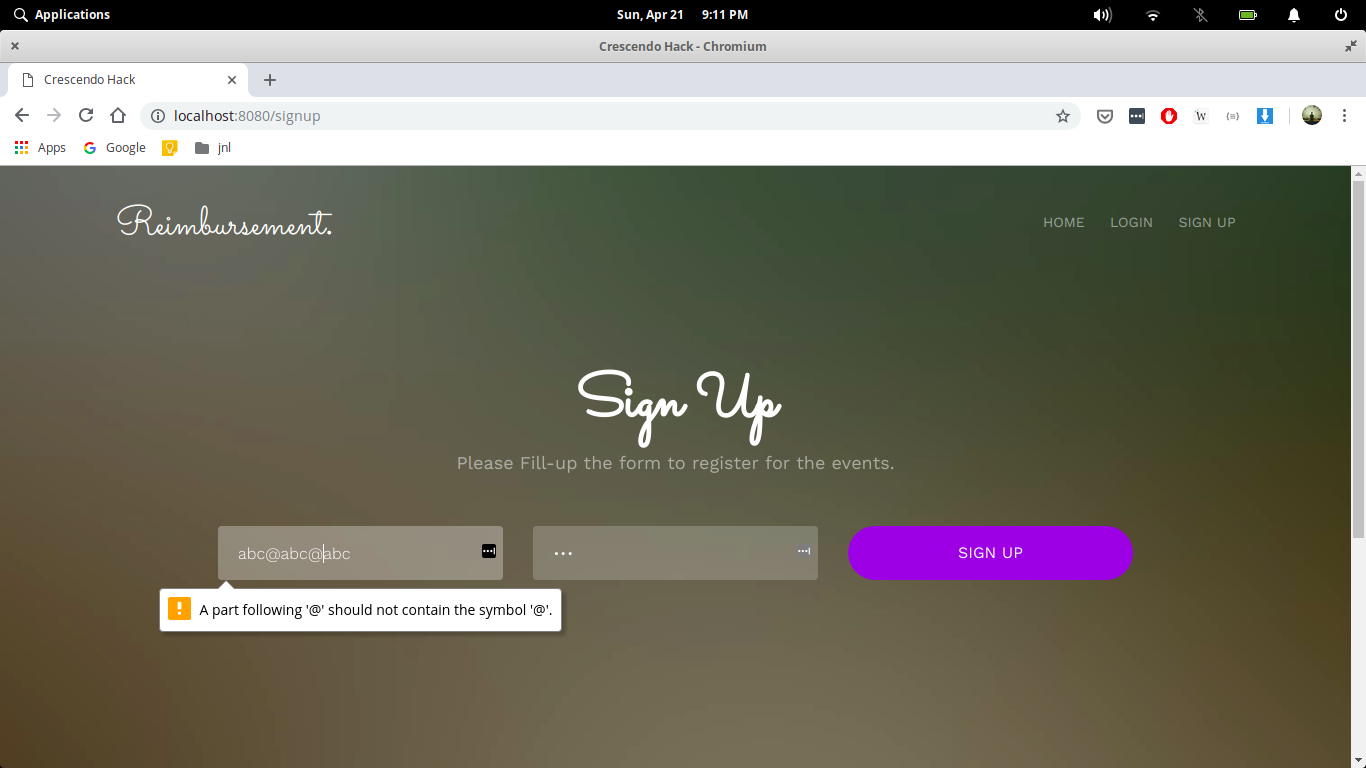 Applications
Sun, Apr 21 9:11 PM
Crescendo Hack - Chromium
Crescendo Hack
localhost:8080/signup
W
Apps Google jnl
Reimbursement.
HOME LOGIN SIGN UP
Sign Up
Please Fill-up the form to register for the events.
abc@abc@abc
SIGN UP
A part following '@' should not contain the symbol '@'.